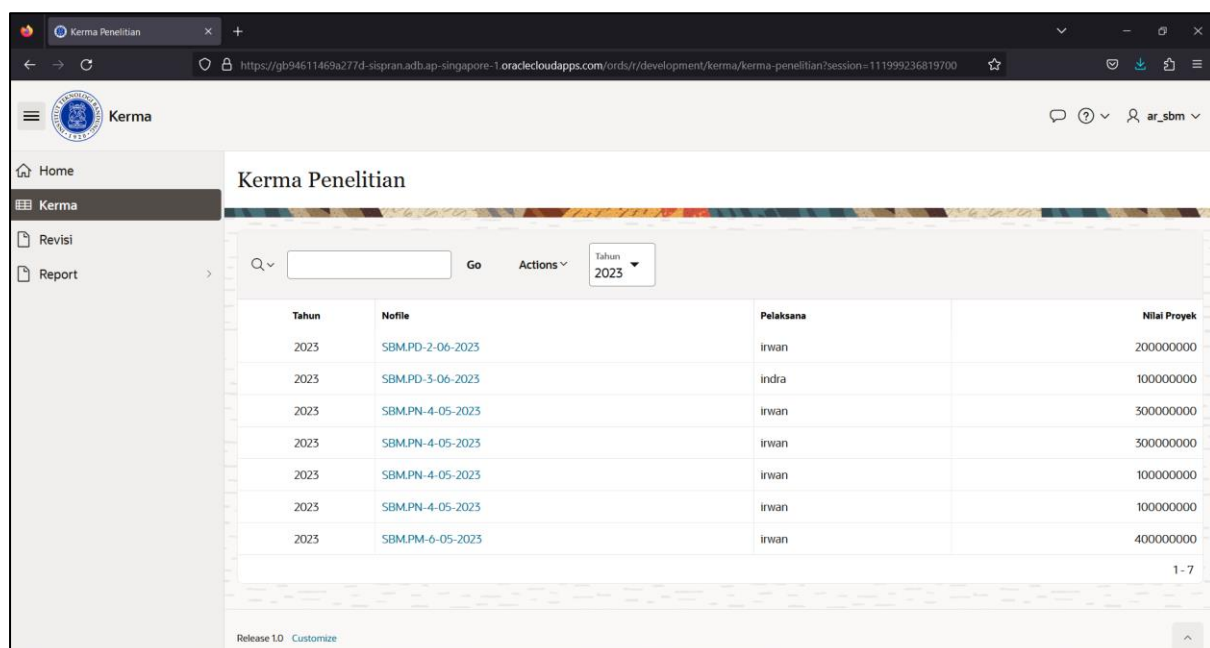 Kerma Penelitian
https://gb94611469a277d-sispran.adb.ap-singapore-1.oraclecloudapps.com/ords/r/development/kerma/kerma-penelitian?session=111999236819700
INSTITUT TEKNOLOGI BANDUNG
1920
Kerma
ar_sbm
Home
Kerma
Revisi
Report
Kerma Penelitian
Go Actions Tahun
2023
Tahun Nofile Pelaksana Nilai Proyek
2023 SBM.PD-2-06-2023 irwan 200000000
2023 SBM.PD-3-06-2023 indra 100000000
2023 SBM.PN-4-05-2023 irwan 300000000
2023 SBM.PN-4-05-2023 irwan 300000000
2023 SBM.PN-4-05-2023 irwan 100000000
2023 SBM.PN-4-05-2023 irwan 100000000
2023 SBM.PM-6-05-2023 irwan 400000000
1 - 7
Release 1.0 Customize